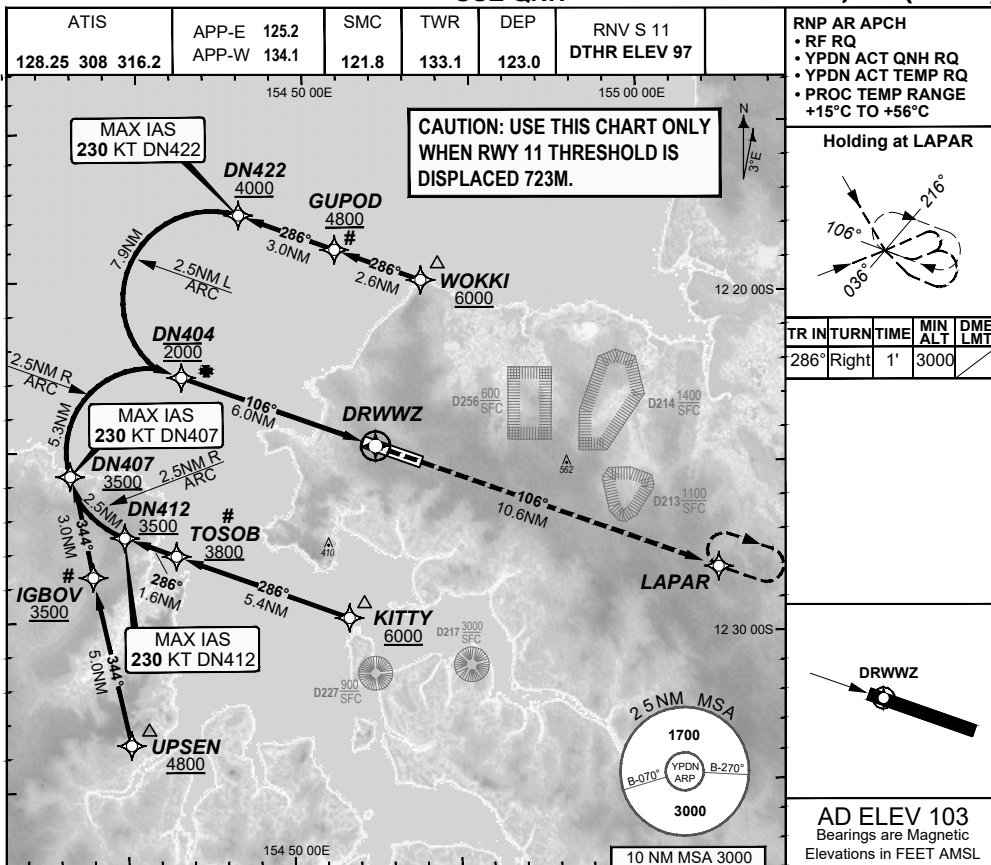 USE QNH
ATIS
128.25 308 316.2
APP-E 125.2
APP-W 134.1
SMC
121.8
TWR
133.1
DEP
123.0
RNV S 11
DTHR ELEV 97
RNP AR APCH
• RF RQ
• YPDN ACT QNH RQ
• YPDN ACT TEMP RQ
• PROC TEMP RANGE
+15°C TO +56°C
154 50 00E
155 00 00E
MAX IAS
230 KT DN422
CAUTION: USE THIS CHART ONLY
WHEN RWY 11 THRESHOLD IS
DISPLACED 723M.
N
3°E
Holding at LAPAR
216°
106°
036°
DN422
4000
GUPOD
4800
#
286°
3.0NM
286°
2.6NM
WOKKI
6000
7.9NM
2.5NM L
ARC
12 20 00S
TR IN TURN TIME MIN ALT DME LMT
286° Right 1' 3000
DN404
2000
2.5NM R
ARC
106°
6.0NM
DRWWZ
D256 600 SFC
D214 1400 SFC
MAX IAS
230 KT DN407
5.3NM
562
D213 1100 SFC
DN407
3500
2.5NM R
ARC
2.5NM
DN412
3500
#
TOSOB
3800
106°
10.6NM
410
3.0NM
344°
#
IGBOV
3500
286°
1.6NM
286°
5.4NM
LAPAR
KITTY
6000
12 30 00S
MAX IAS
230 KT DN412
D217 3000 SFC
D227 900 SFC
344°
5.0NM
DRWWZ
UPSEN
4800
25NM MSA
1700
YPDN
ARP
B-070°
B-270°
3000
154 50 00E
10 NM MSA 3000
AD ELEV 103
Bearings are Magnetic
Elevations in FEET AMSL